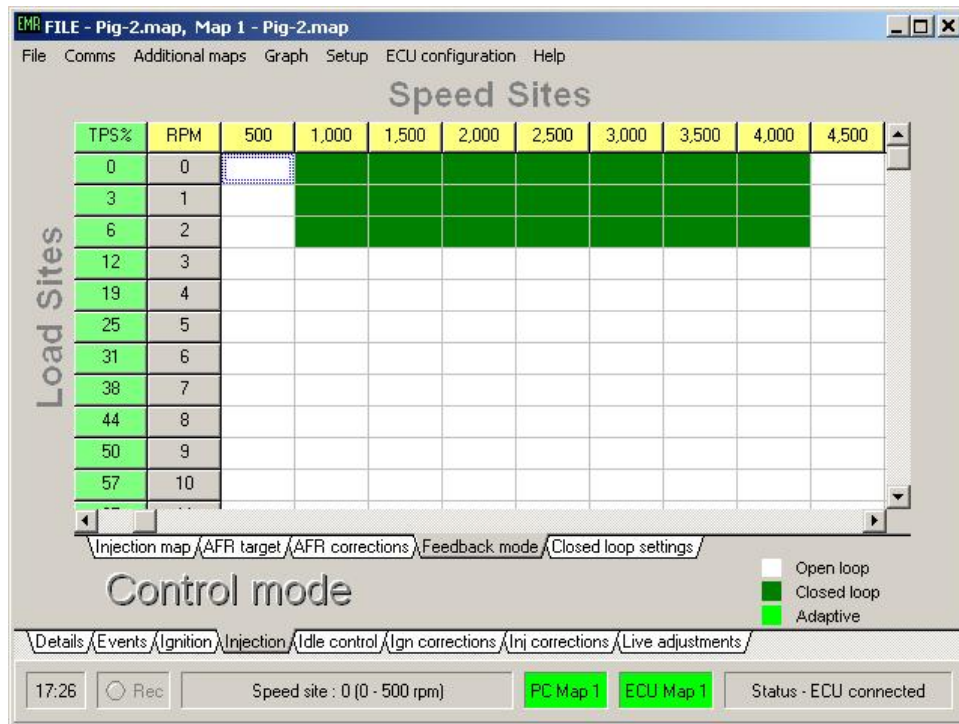 EMR FILE - Pig-2.map, Map 1 - Pig-2.map
File Comms Additional maps Graph Setup ECU configuration Help
Speed Sites
Load Sites
TPS% RPM 500 1,000 1,500 2,000 2,500 3,000 3,500 4,000 4,500
0 0
3 1
6 2
12 3
19 4
25 5
31 6
38 7
44 8
50 9
57 10
Injection map AFR target AFR corrections Feedback mode Closed loop settings
Control mode
Open loop
Closed loop
Adaptive
Details Events Ignition Injection Idle control Ign corrections Inj corrections Live adjustments
17:26 Rec Speed site : 0 (0 - 500 rpm) PC Map 1 ECU Map 1 Status - ECU connected